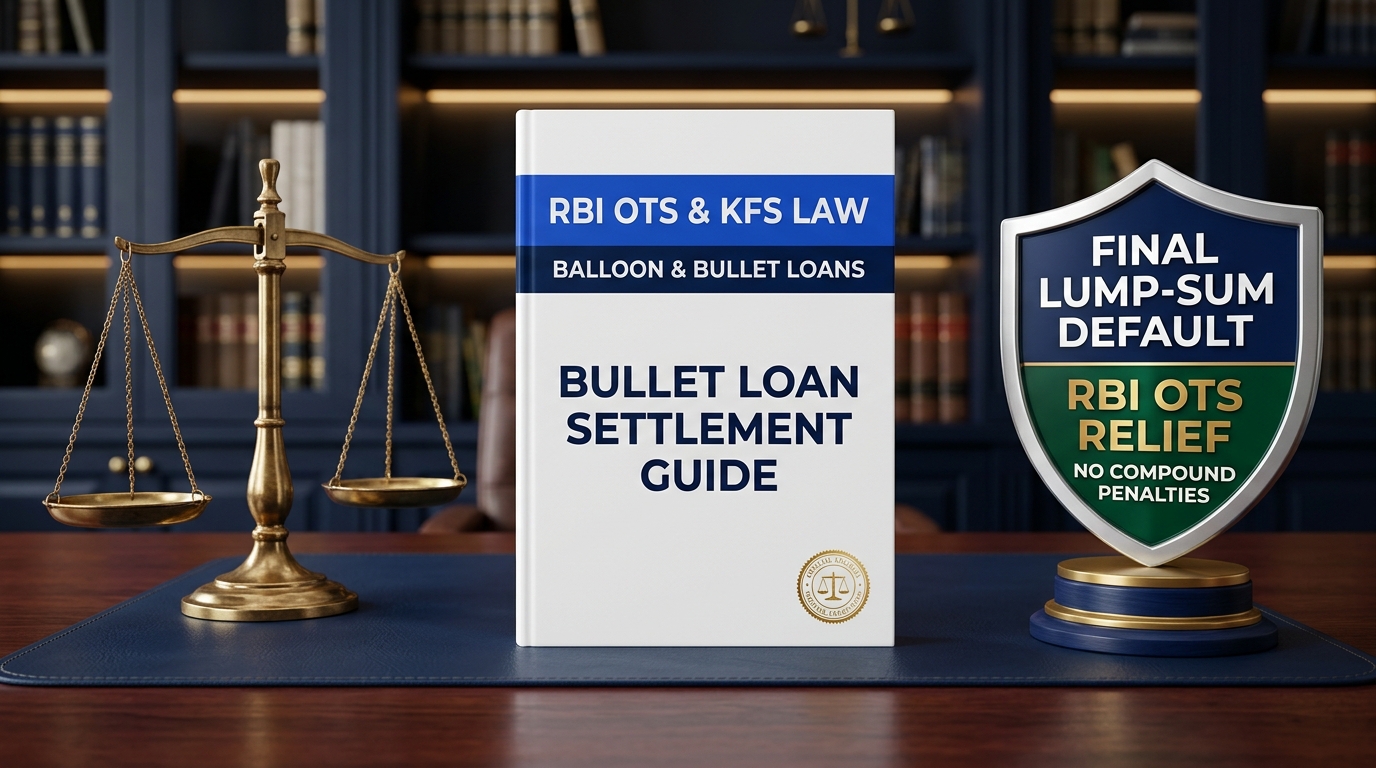 RBI OTS & KFS LAW
BALLOON & BULLET LOANS
BULLET LOAN
SETTLEMENT
GUIDE
FINAL
LUMP-SUM
DEFAULT
RBI OTS
RELIEF
NO COMPOUND
PENALTIES